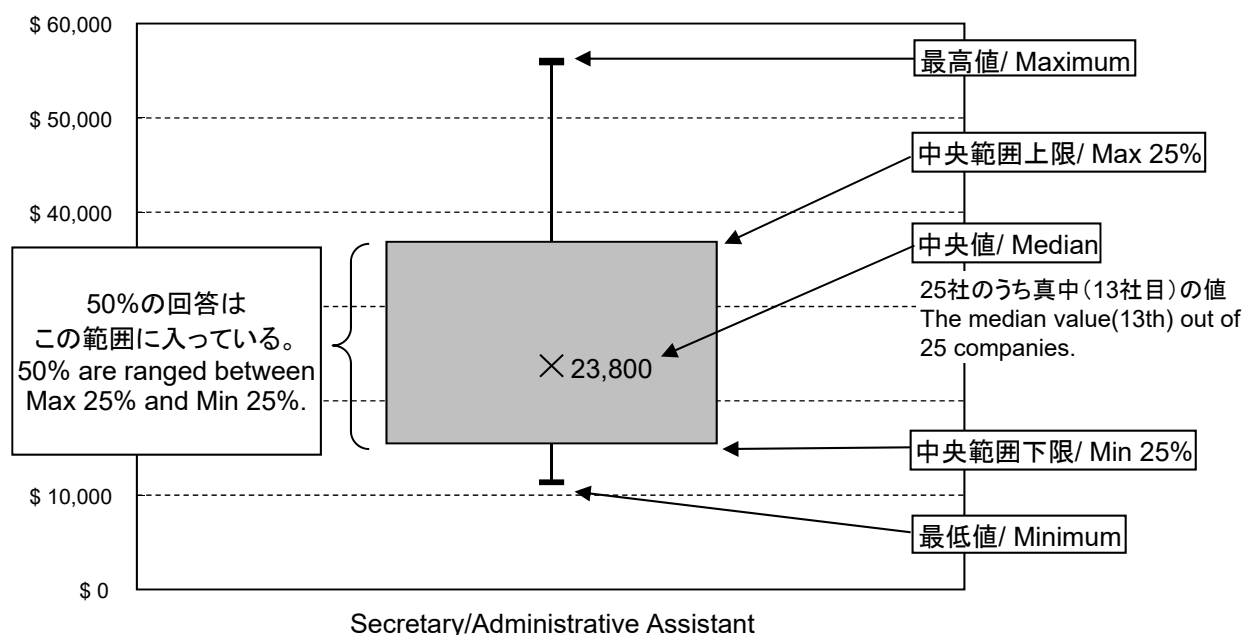 $ 60,000
最高値/ Maximum
$ 50,000
中央範囲上限/ Max 25%
$ 40,000
中央値/ Median
25社のうち真中(13社目)の値
The median value(13th) out of
25 companies.
50%の回答は
この範囲に入っている。
50% are ranged between
Max 25% and Min 25%.
23,800
中央範囲下限/ Min 25%
$ 10,000
最低値/ Minimum
$ 0
Secretary/Administrative Assistant